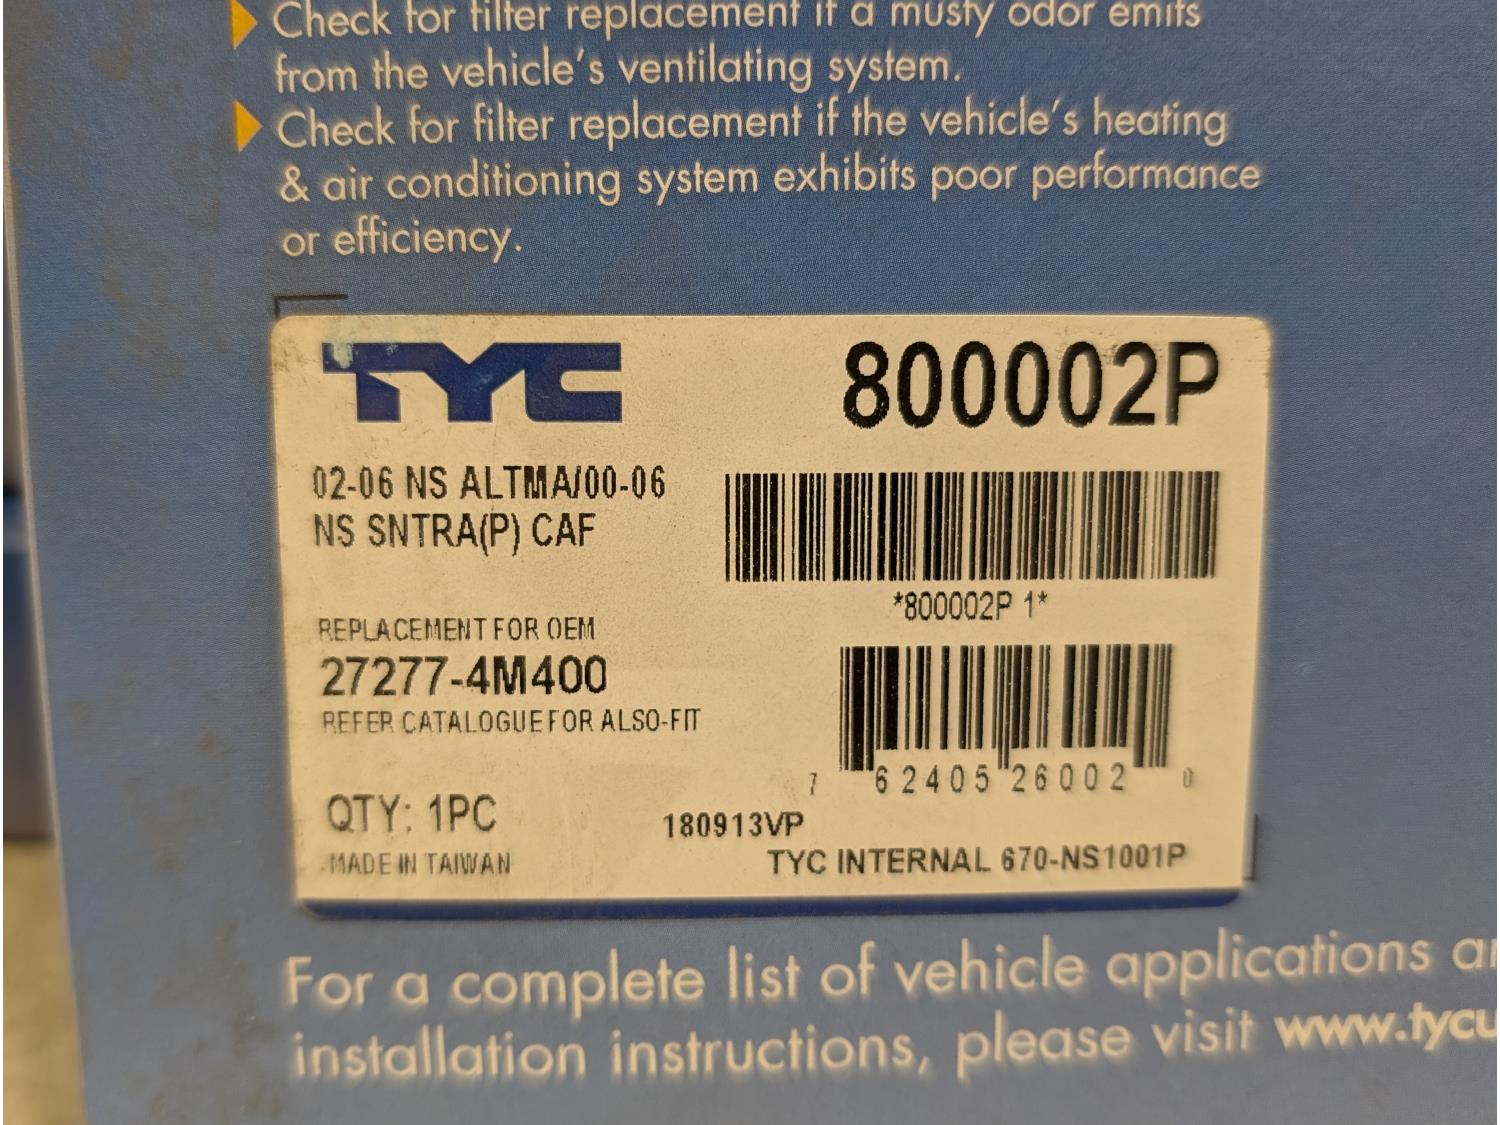 Check for filter replacement if a musty odor emits
from the vehicle's ventilating system.
Check for filter replacement if the vehicle's heating
& air conditioning system exhibits poor performance
or efficiency.
TYC
800002P
02-06 NS ALTMA/00-06
NS SNTRA(P) CAF
*800002P 1*
REPLACEMENT FOR OEM
27277-4M400
REFER CATALOGUE FOR ALSO-FIT
7 62405 26002 0
QTY: 1PC
180913VP
MADE IN TAIWAN
TYC INTERNAL 670-NS1001P
For a complete list of vehicle applications
installation instructions, please visit www.tycu